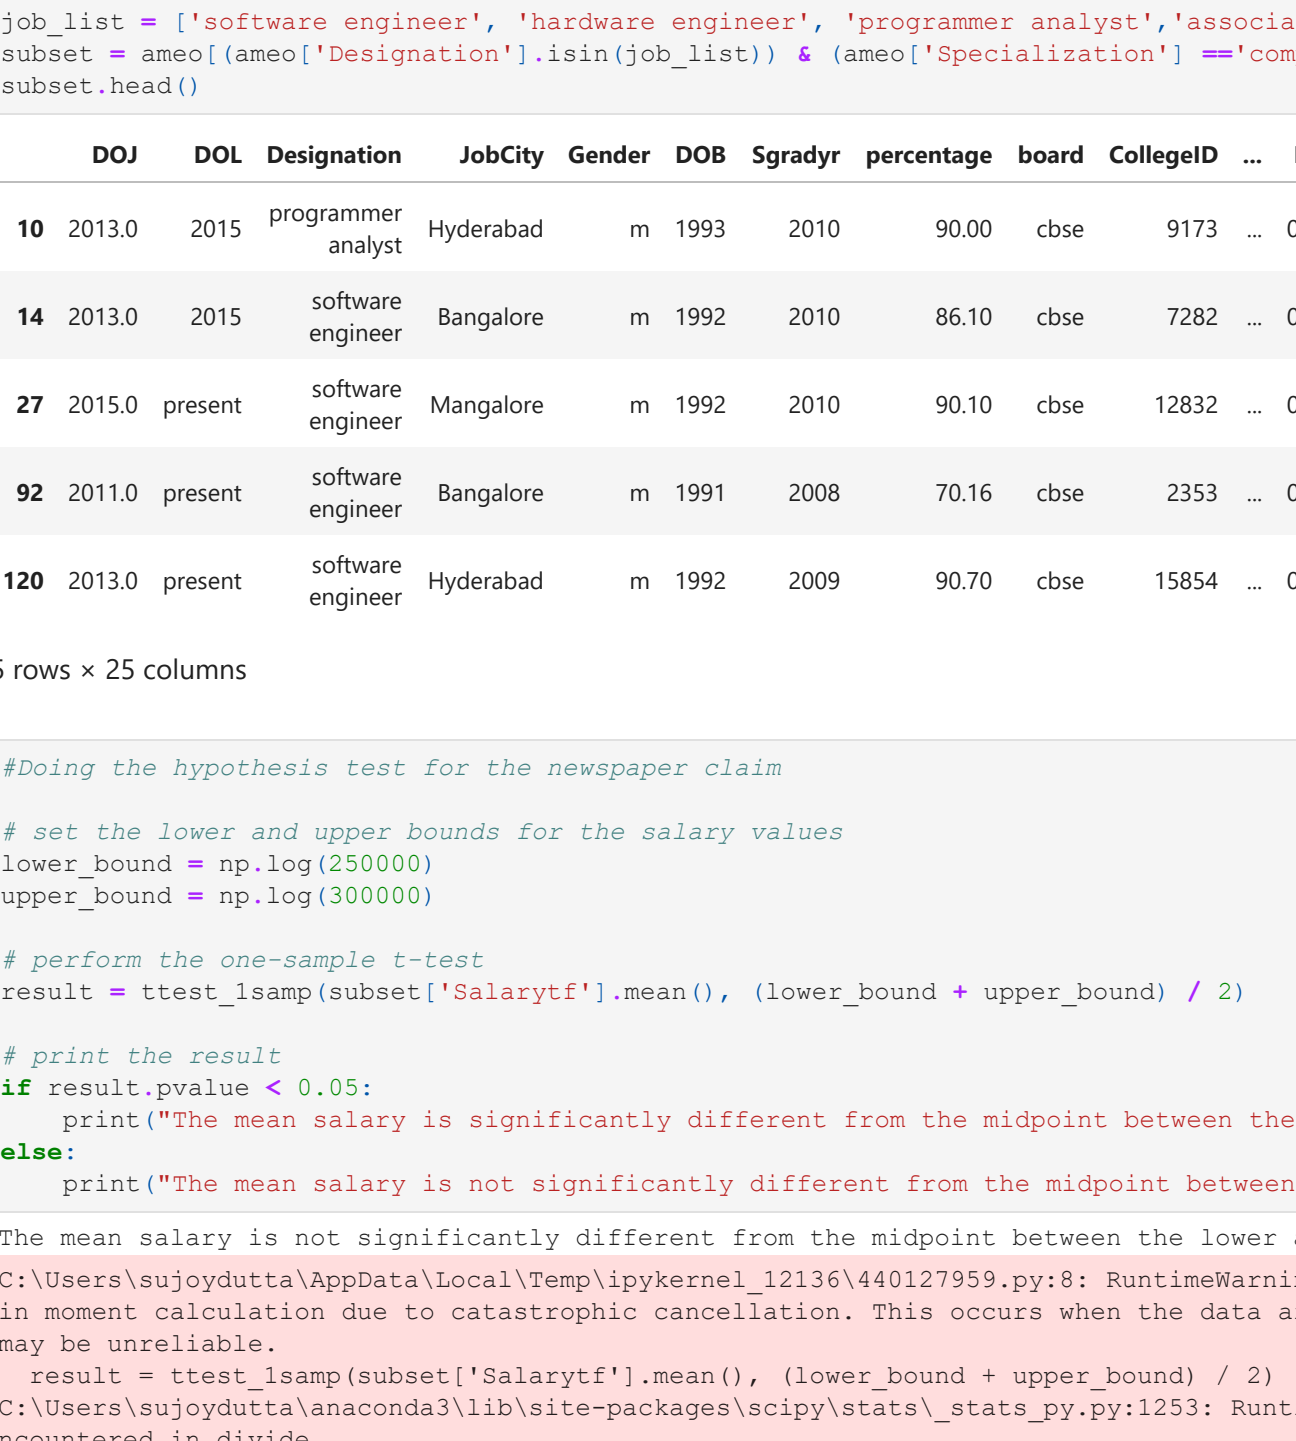 job_list = ['software engineer', 'hardware engineer', 'programmer analyst','associa
subset = ameo[(ameo['Designation'].isin(job_list)) & (ameo['Specialization'] =='com
subset.head()
DOJ DOL Designation JobCity Gender DOB Sgradyr percentage board CollegeID ...
10 2013.0 2015 programmer analyst Hyderabad m 1993 2010 90.00 cbse 9173 ... 0
14 2013.0 2015 software engineer Bangalore m 1992 2010 86.10 cbse 7282 ... 0
27 2015.0 present software engineer Mangalore m 1992 2010 90.10 cbse 12832 ... 0
92 2011.0 present software engineer Bangalore m 1991 2008 70.16 cbse 2353 ... 0
120 2013.0 present software engineer Hyderabad m 1992 2009 90.70 cbse 15854 ... 0
5 rows × 25 columns
#Doing the hypothesis test for the newspaper claim
# set the lower and upper bounds for the salary values
lower_bound = np.log(250000)
upper_bound = np.log(300000)
# perform the one-sample t-test
result = ttest_1samp(subset['Salarytf'].mean(), (lower_bound + upper_bound) / 2)
# print the result
if result.pvalue < 0.05:
    print("The mean salary is significantly different from the midpoint between the
else:
    print("The mean salary is not significantly different from the midpoint between
The mean salary is not significantly different from the midpoint between the lower a
C:\Users\sujoydutta\AppData\Local\Temp\ipykernel_12136\440127959.py:8: RuntimeWarni
in moment calculation due to catastrophic cancellation. This occurs when the data a
may be unreliable.
  result = ttest_1samp(subset['Salarytf'].mean(), (lower_bound + upper_bound) / 2)
C:\Users\sujoydutta\anaconda3\lib\site-packages\scipy\stats\_stats_py.py:1253: Runt
ncountered in divide